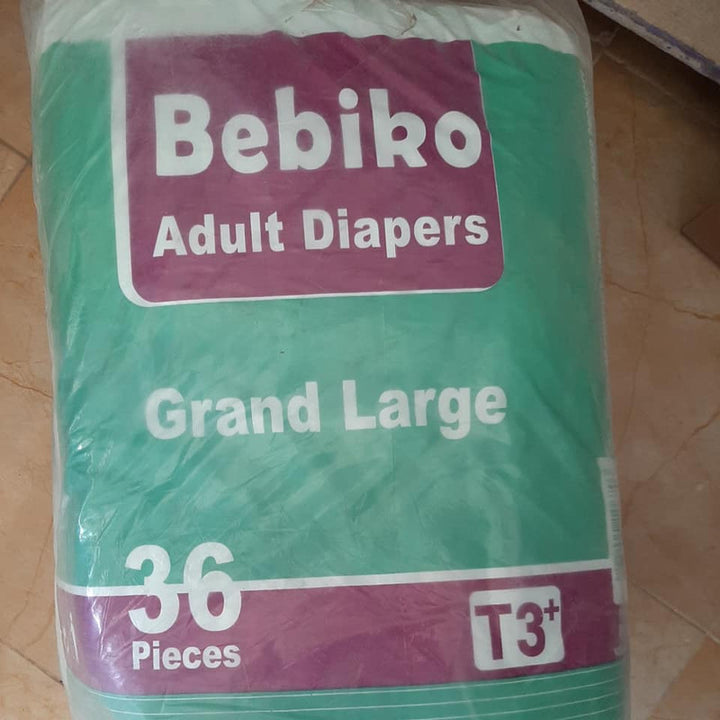 Bebiko
Adult Diapers
Grand Large
36
Pieces
T3+